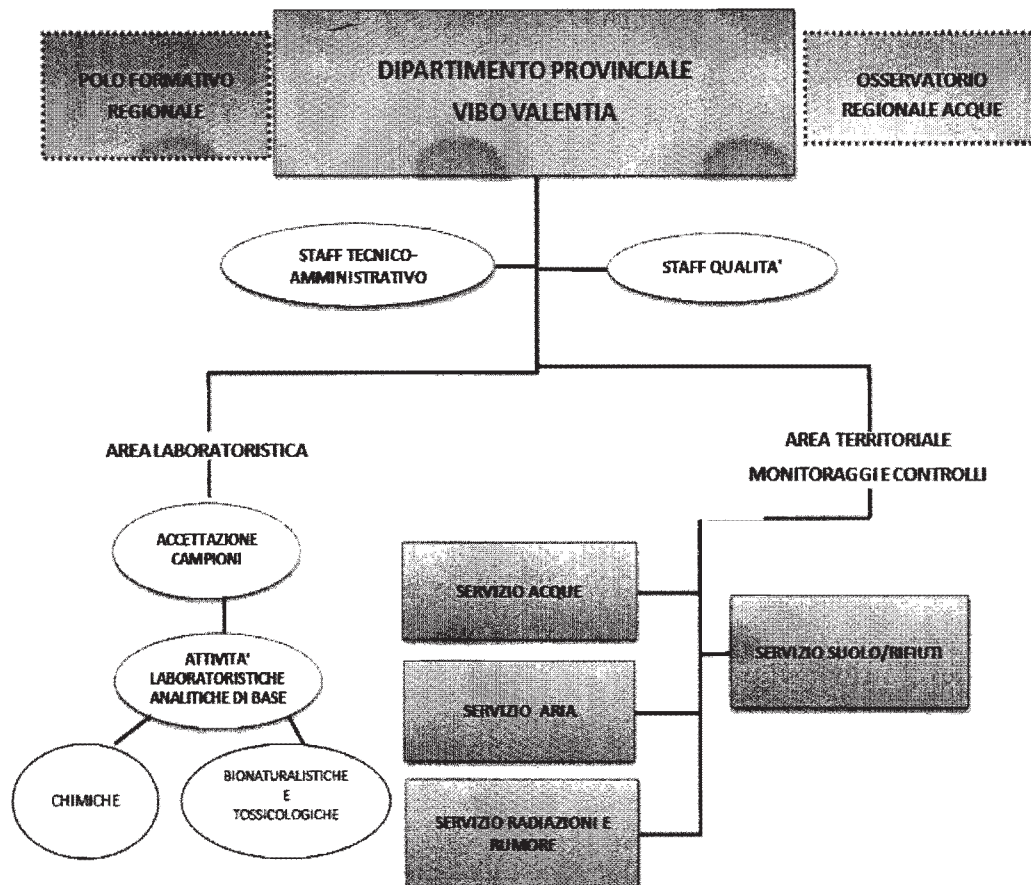 POLO FORMATIVO
REGIONALE
DIPARTIMENTO PROVINCIALE
VIBO VALENTIA
OSSERVATORIO
REGIONALE ACQUE
STAFF TECNICO-
AMMINISTRATIVO
STAFF QUALITA'
AREA LABORATORISTICA
AREA TERRITORIALE
MONITORAGGI E CONTROLLI
ACCETTAZIONE
CAMPIONI
ATTIVITA'
LABORATORISTICHE
ANALITICHE DI BASE
CHIMICHE
BIONATURALISTICHE
E
TOSSICOLOGICHE
SERVIZIO ACQUE
SERVIZIO SUOLO/RIFIUTI
SERVIZIO ARIA
SERVIZIO RADIAZIONI E
RUMORE